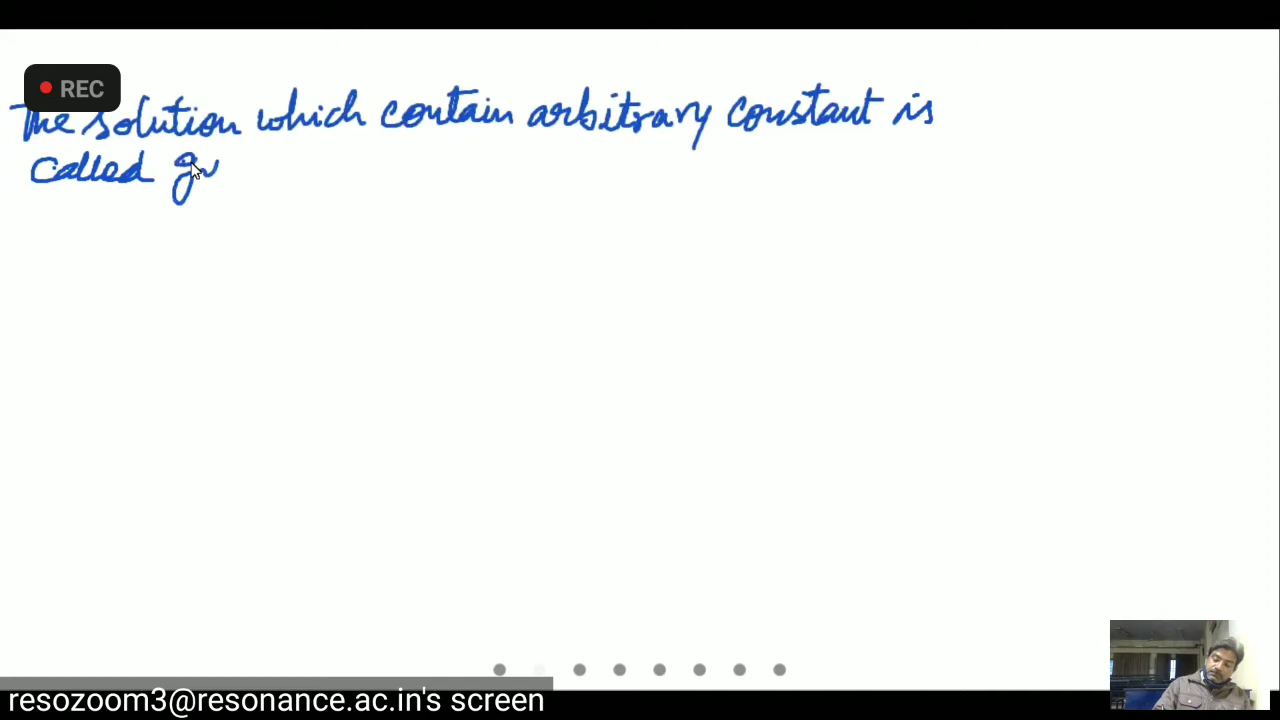 REC
The solution which contain arbitrary constant is
called
resozoom3@resonance.ac.in's screen